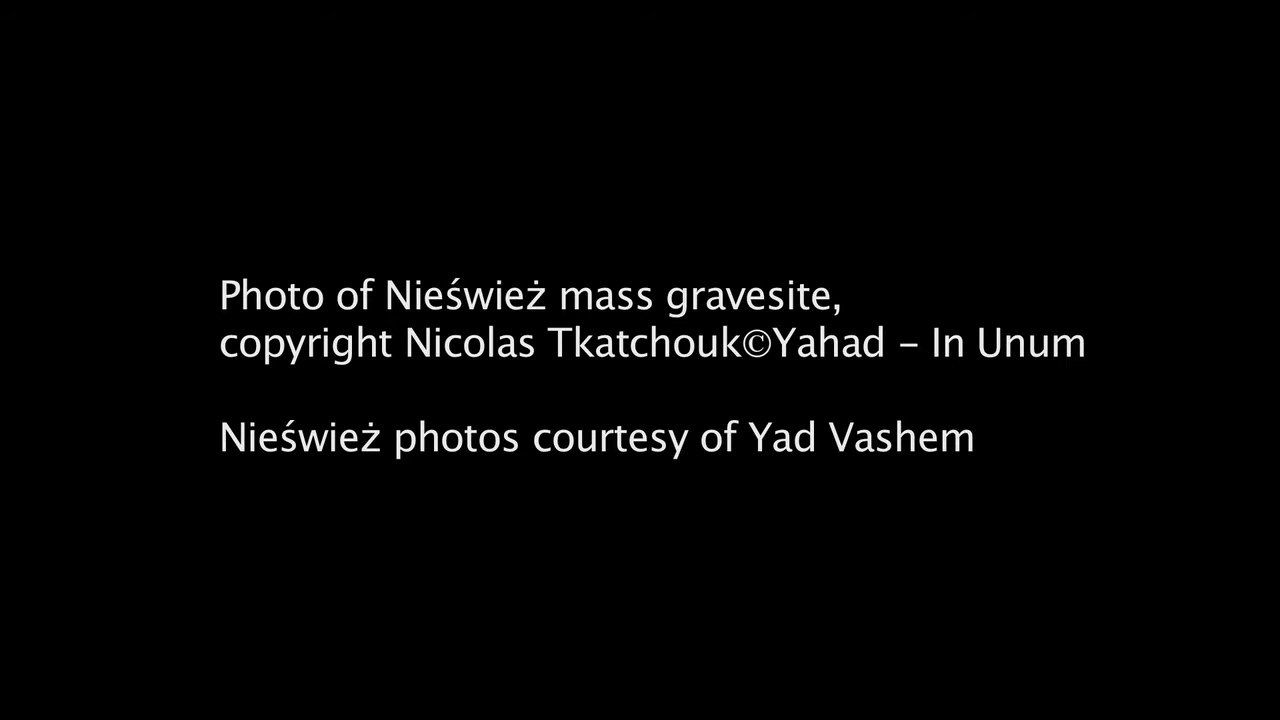 Photo of Nieśwież mass gravesite,
copyright Nicolas Tkatchouk©Yahad – In Unum
Nieśwież photos courtesy of Yad Vashem